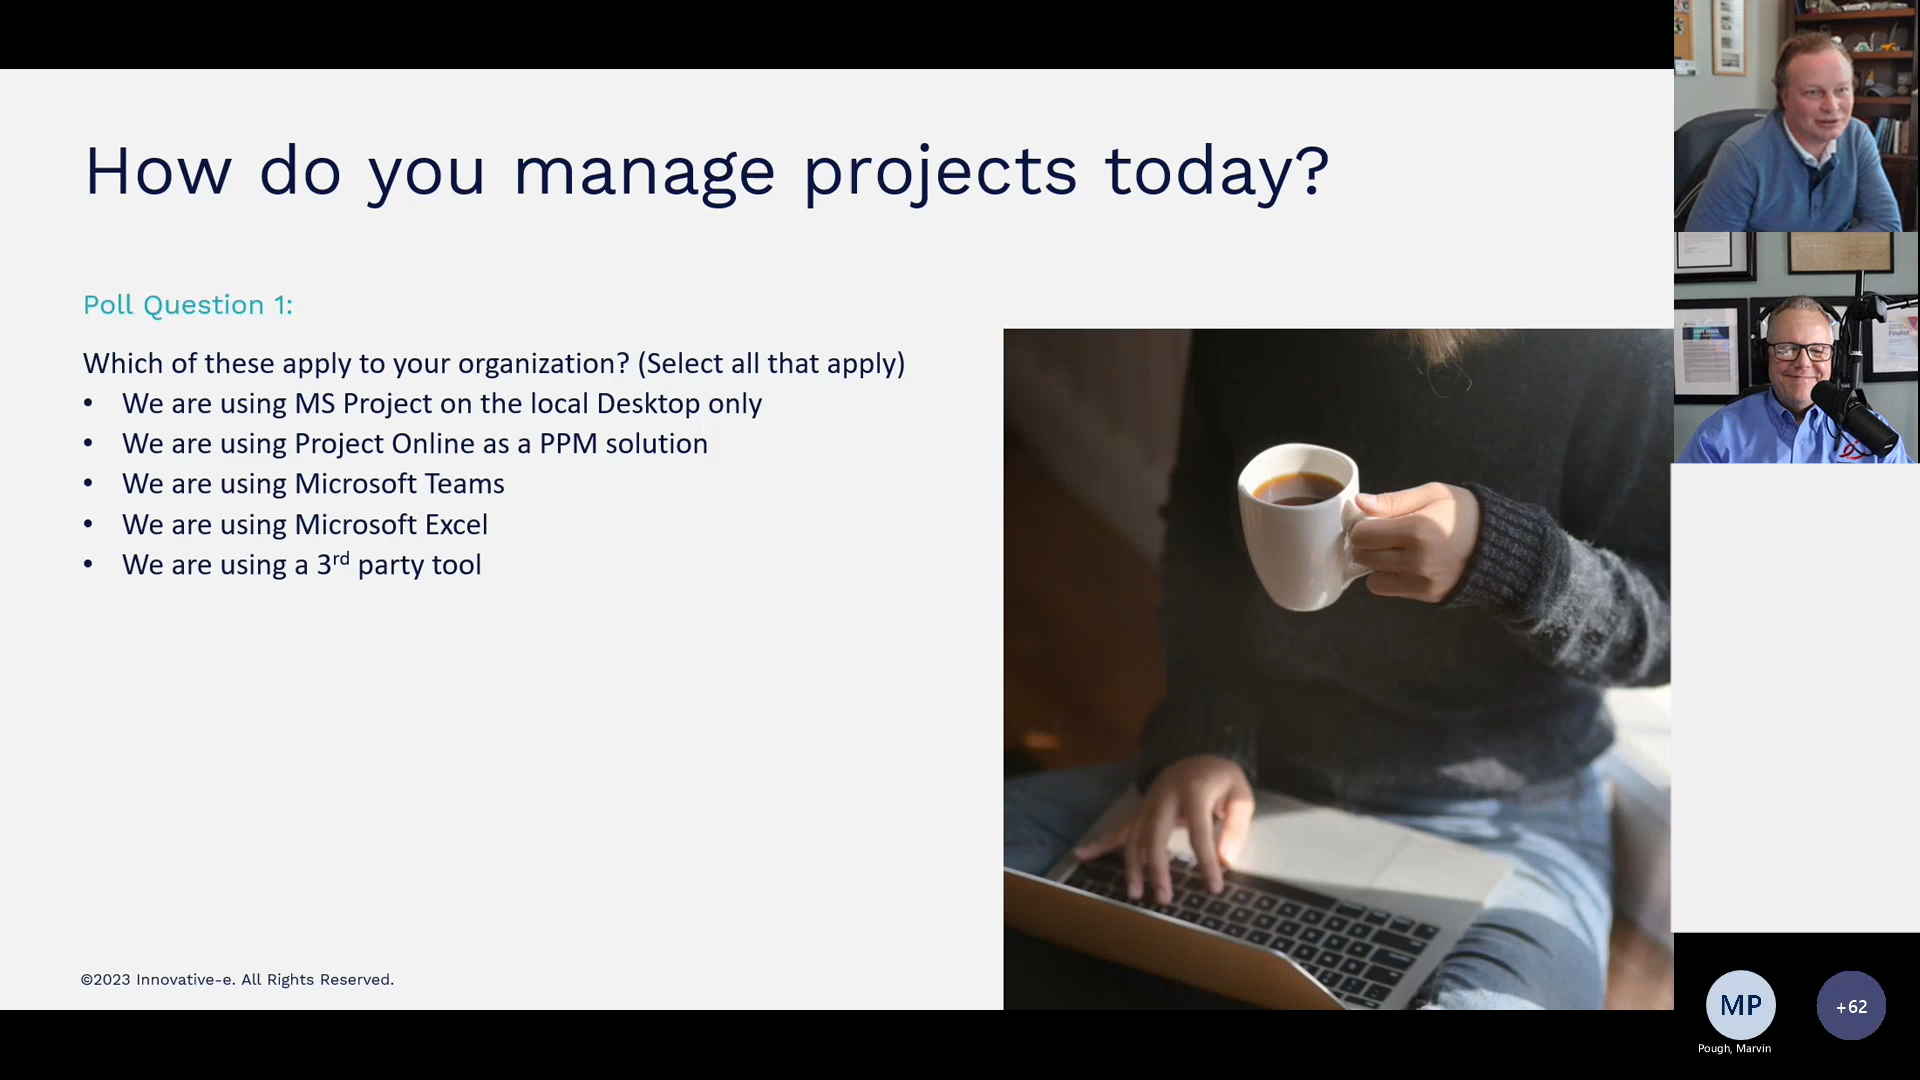 How do you manage projects today?
Poll Question 1:
Which of these apply to your organization? (Select all that apply)
• We are using MS Project on the local Desktop only
• We are using Project Online as a PPM solution
• We are using Microsoft Teams
• We are using Microsoft Excel
• We are using a 3rd party tool
©2023 Innovative-e. All Rights Reserved.
Finalist
MP
+62
Pough, Marvin